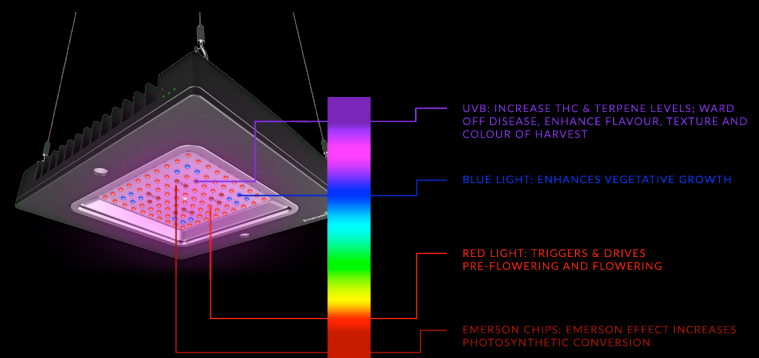 UVB: INCREASE THC & TERPENE LEVELS; WARD
OFF DISEASE, ENHANCE FLAVOUR, TEXTURE AND
COLOUR OF HARVEST
BLUE LIGHT: ENHANCES VEGETATIVE GROWTH
RED LIGHT: TRIGGERS & DRIVES
PRE-FLOWERING AND FLOWERING
EMERSON CHIPS: EMERSON EFFECT INCREASES
PHOTOSYNTHETIC CONVERSION